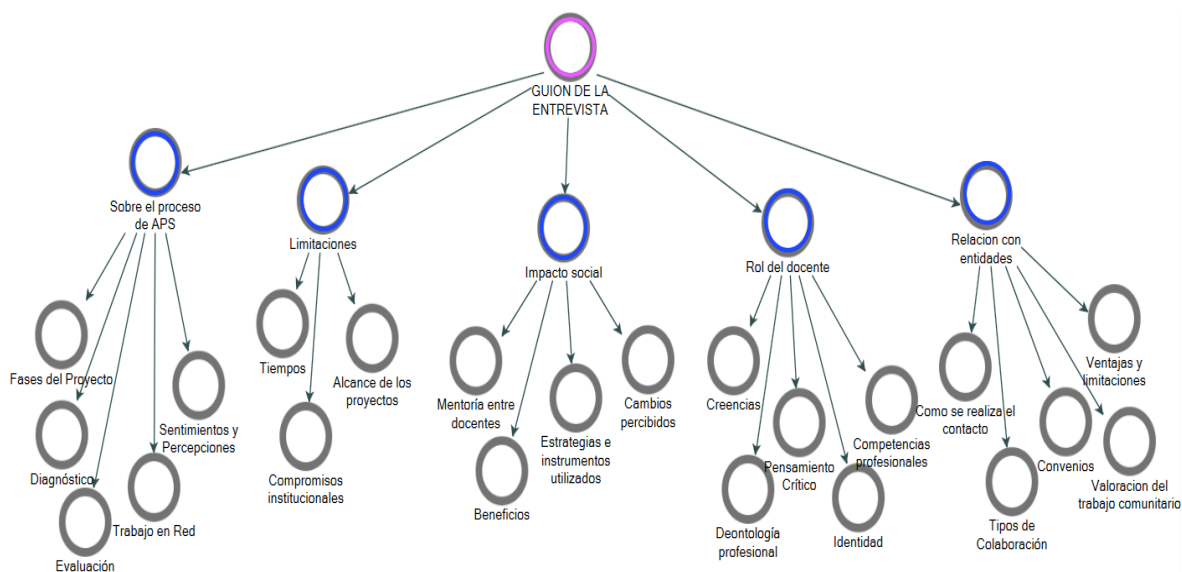 GUION DE LA
ENTREVISTA
Sobre el proceso
de APS
Limitaciones
Impacto social
Rol del docente
Relacion con
entidades
Fases del Proyecto
Diagnóstico
Evaluación
Trabajo en Red
Sentimientos y
Percepciones
Tiempos
Compromisos
institucionales
Alcance de los
proyectos
Mentoría entre
docentes
Beneficios
Estrategias e
instrumentos
utilizados
Cambios
percibidos
Creencias
Deontología
profesional
Pensamiento
Crítico
Identidad
Competencias
profesionales
Como se realiza el
contacto
Tipos de
Colaboración
Convenios
Valoracion del
trabajo comunitario
Ventajas y
limitaciones